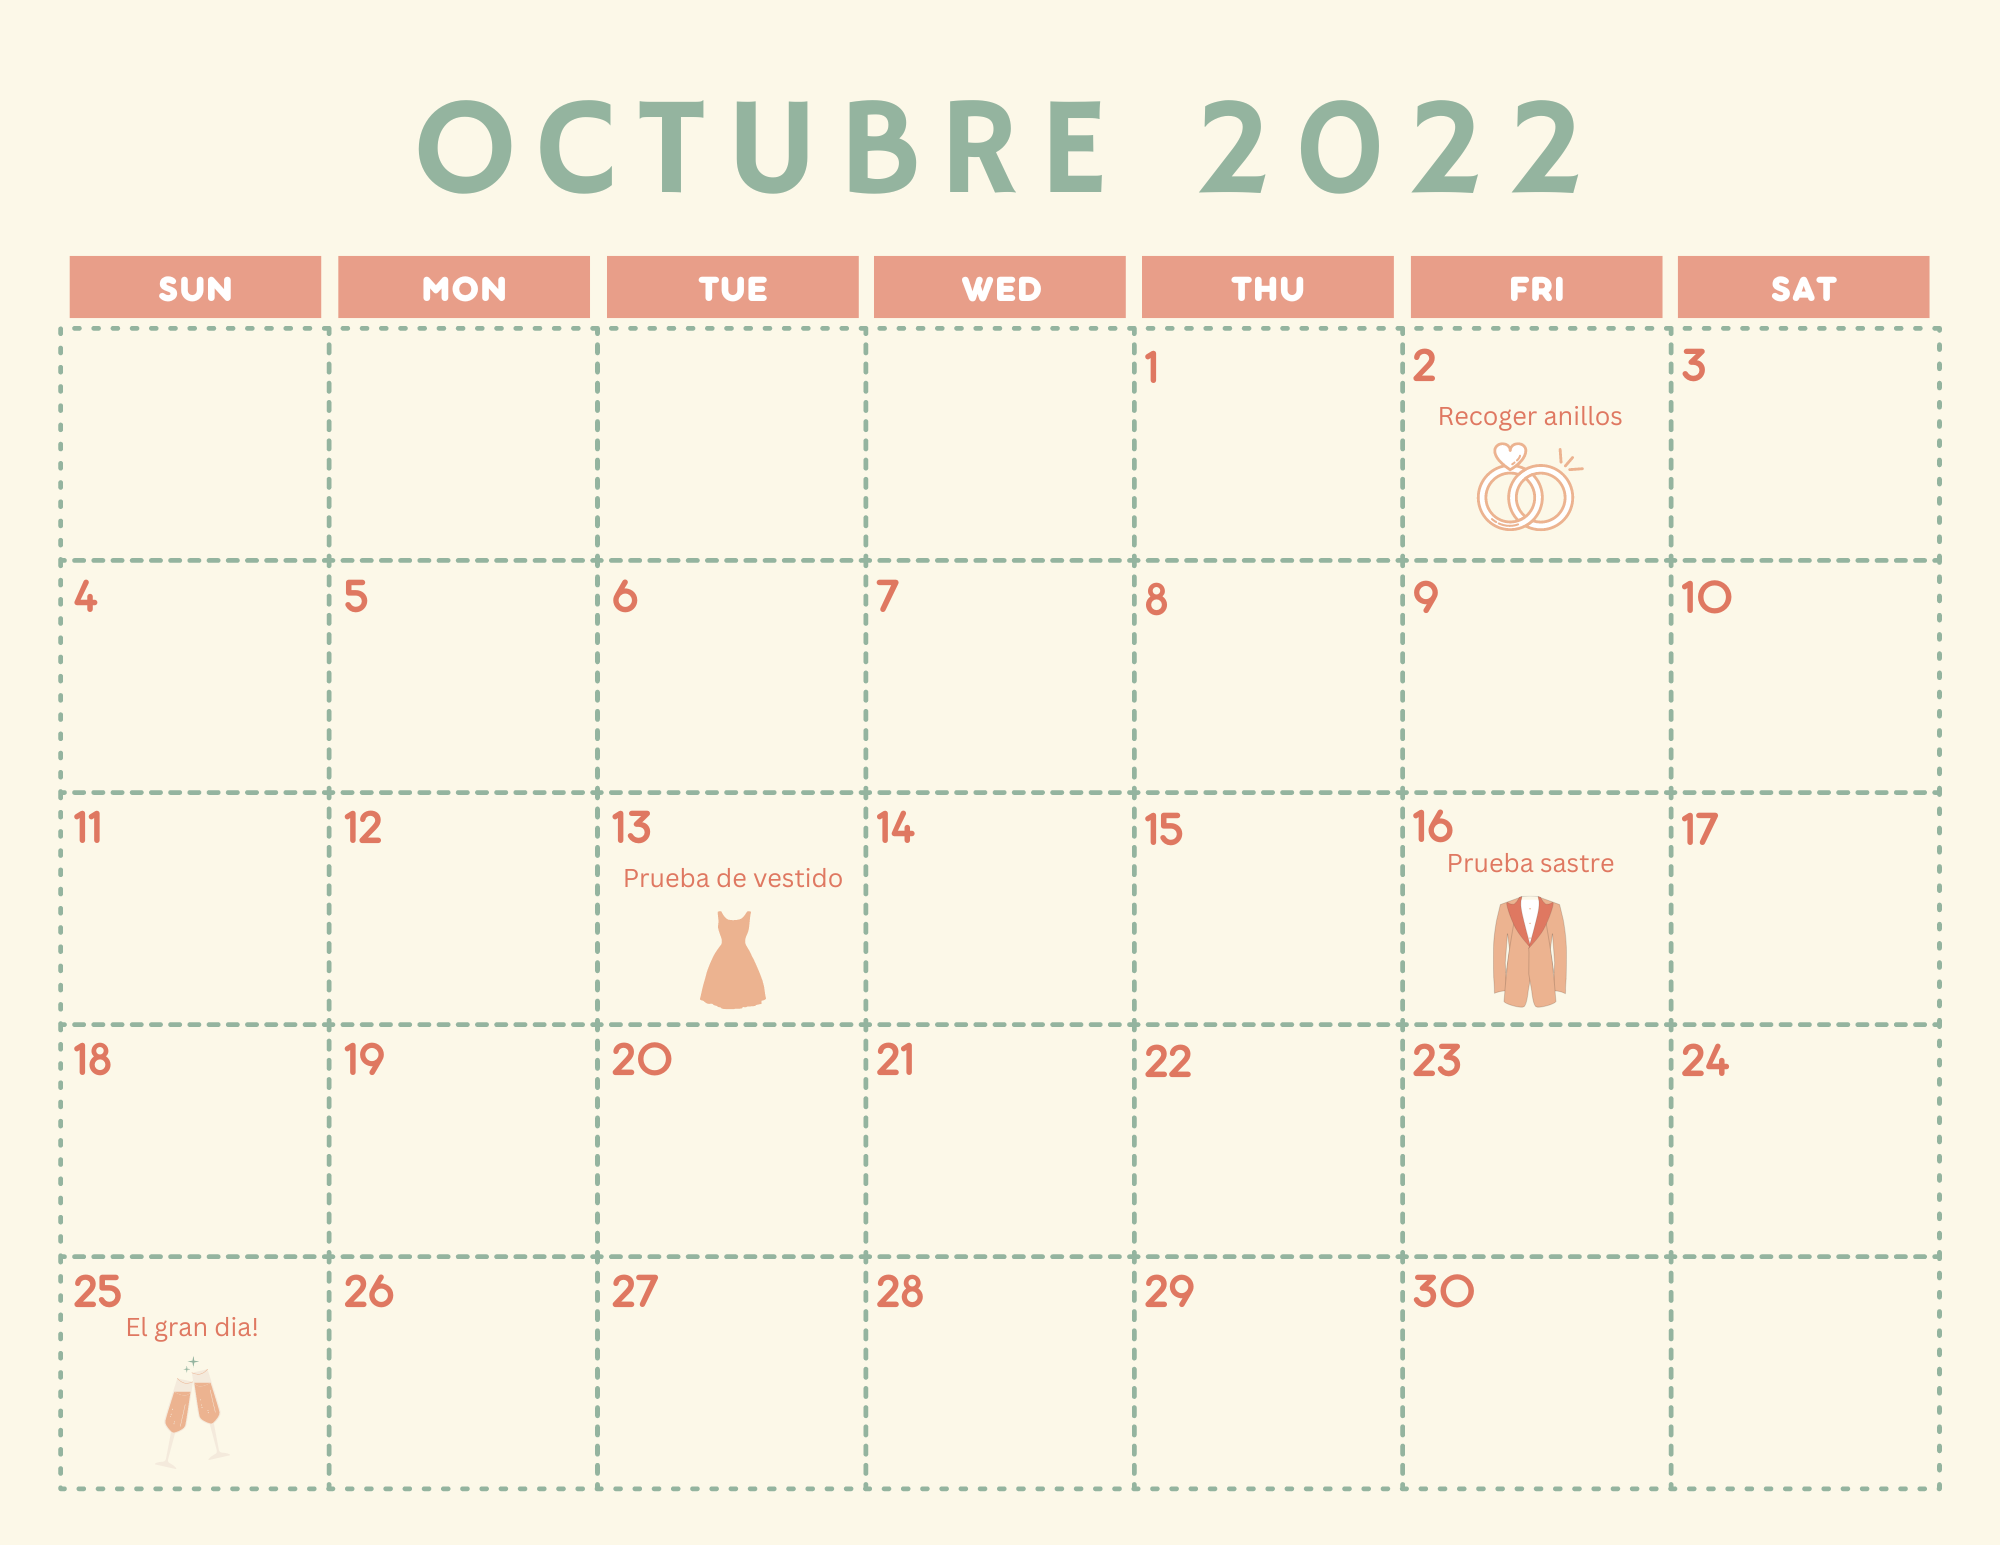 OCTUBRE 2022
SUN MON TUE WED THU FRI SAT
1 2 3
Recoger anillos
4 5 6 7 8 9 10
11 12 13 14 15 16 17
Prueba de vestido Prueba sastre
18 19 20 21 22 23 24
25 26 27 28 29 30
El gran dia!